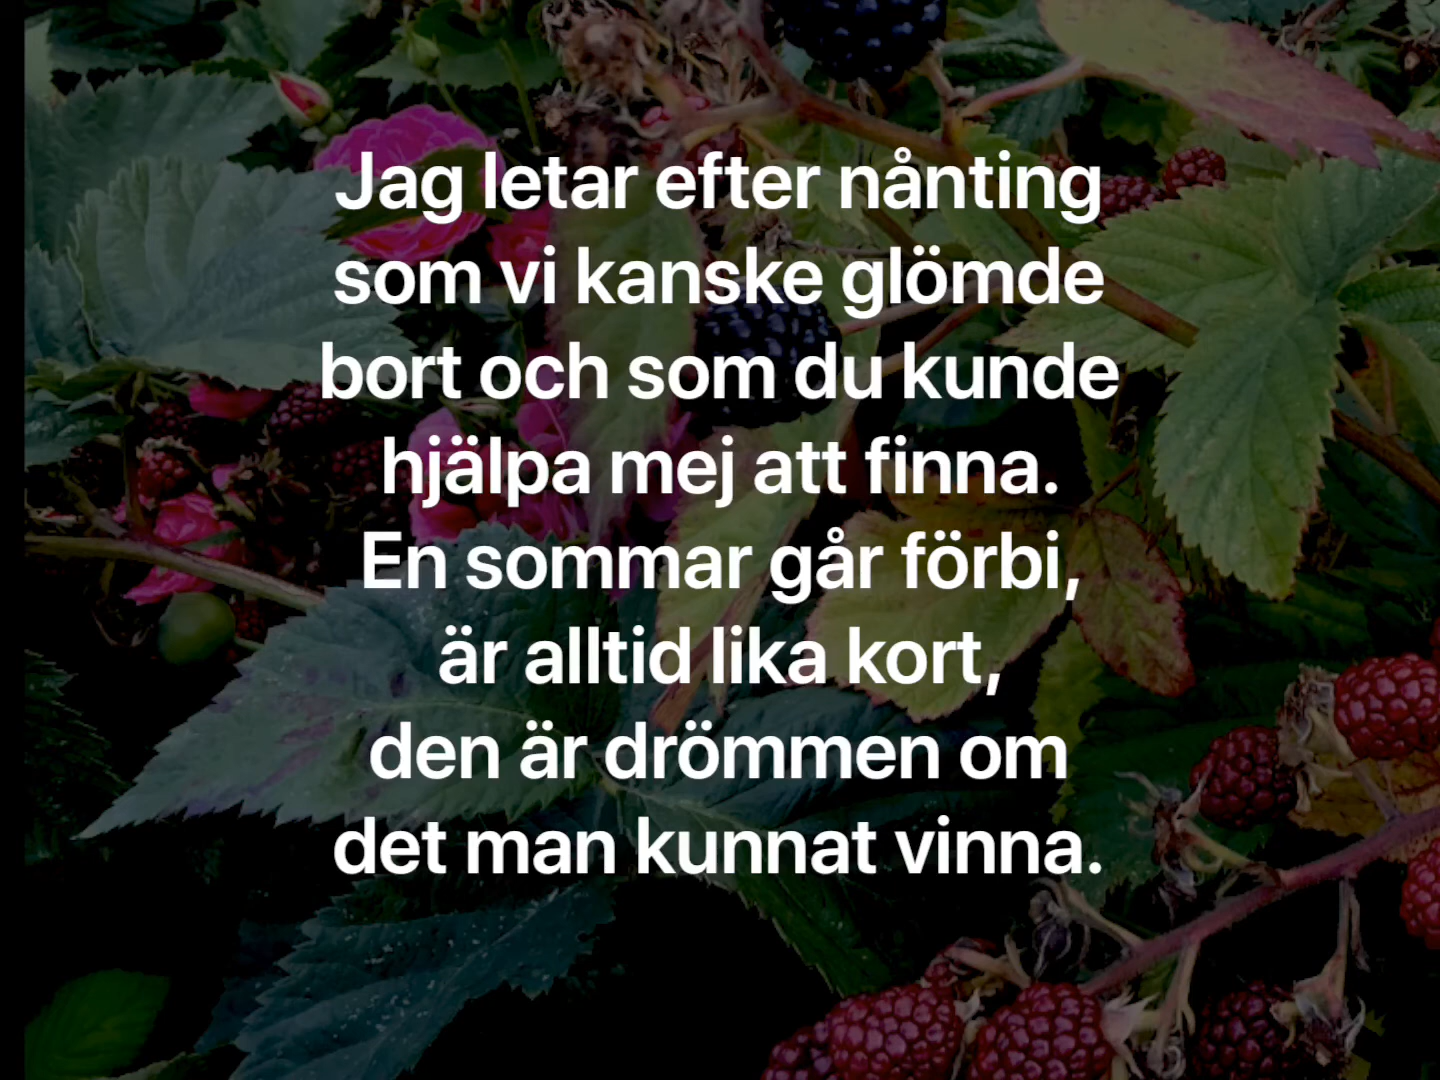 Jag letar efter nånting
som vi kanske glömde
bort och som du kunde
hjälpa mej att finna.
En sommar går förbi,
är alltid lika kort,
den är drömmen om
det man kunnat vinna.